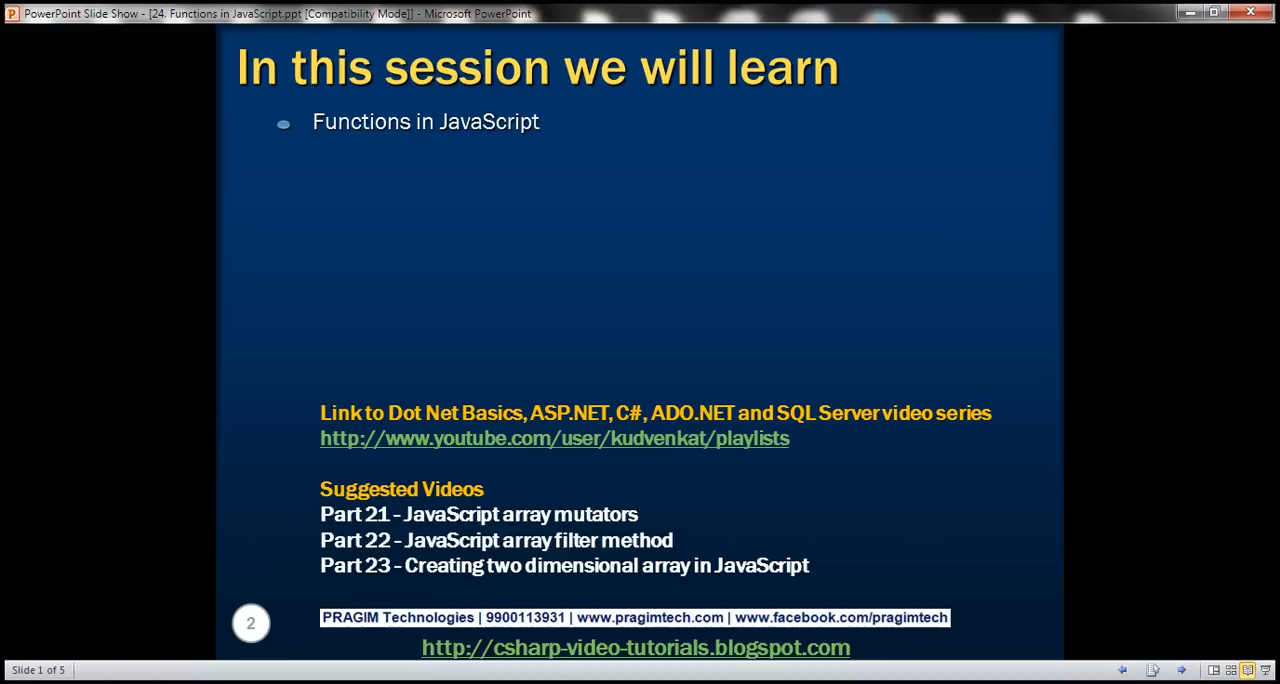 PowerPoint Slide Show - [24. Functions in JavaScript.ppt [Compatibility Mode]] - Microsoft PowerPoint
In this session we will learn
Functions in JavaScript
Link to Dot Net Basics, ASP.NET, C#, ADO.NET and SQL Server video series
http://www.youtube.com/user/kudvenkat/playlists
Suggested Videos
Part 21 - JavaScript array mutators
Part 22 - JavaScript array filter method
Part 23 - Creating two dimensional array in JavaScript
2
PRAGIM Technologies | 9900113931 | www.pragimtech.com | www.facebook.com/pragimtech
http://csharp-video-tutorials.blogspot.com
Slide 1 of 5